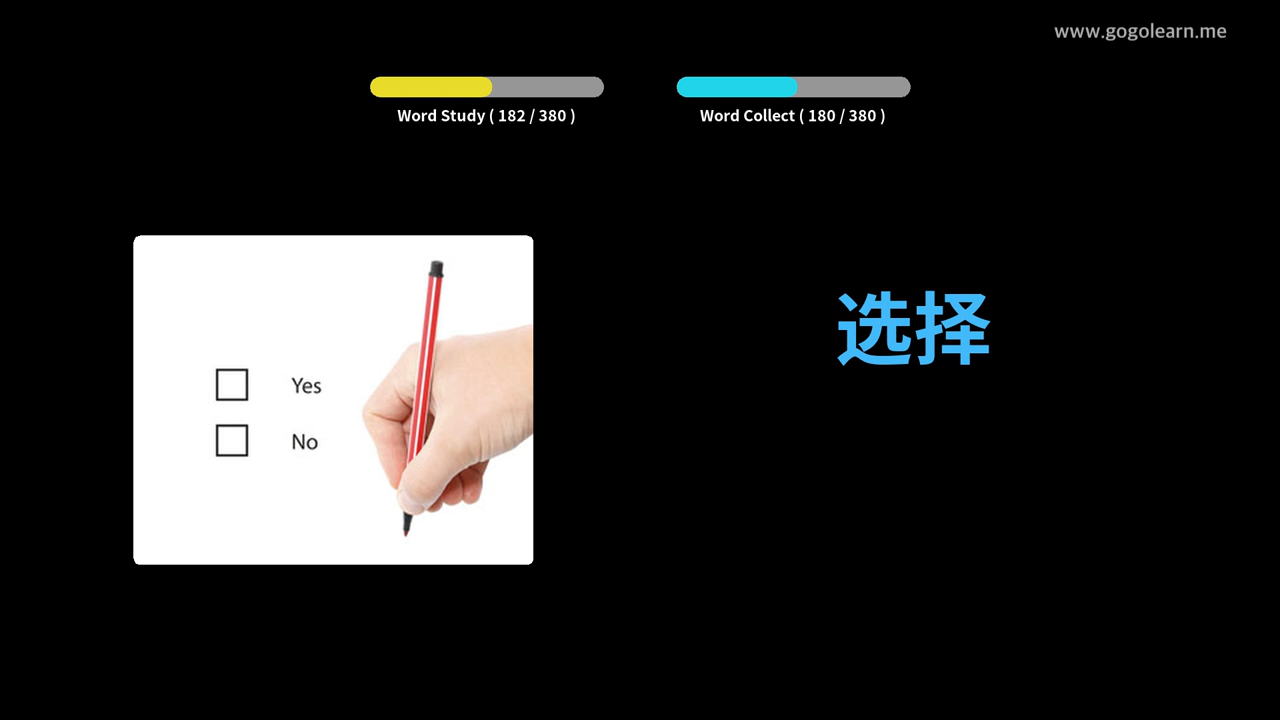 www.gogolearn.me
Word Study ( 182 / 380 )
Word Collect ( 180 / 380 )
选择
Yes
No